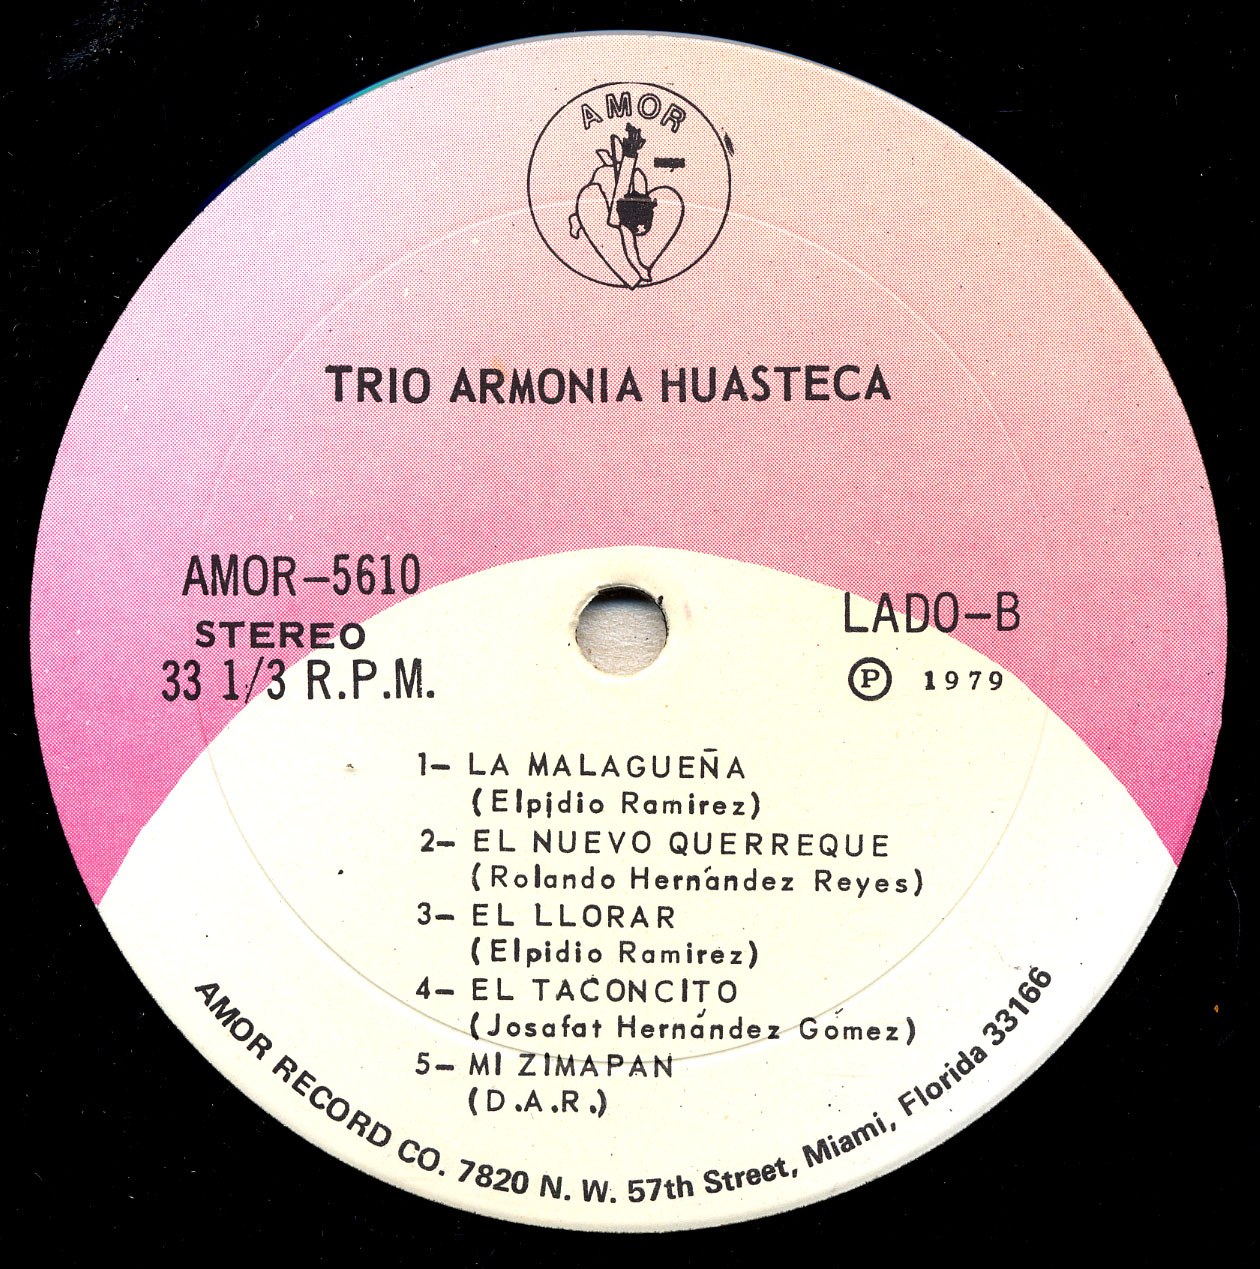 AMOR
TRIO ARMONIA HUASTECA
AMOR-5610
STEREO
33 1/3 R.P.M.
LADO-B
Ⓟ 1979
1- LA MALAGUEÑA
(Elpidio Ramirez)
2- EL NUEVO QUERREQUE
(Rolando Hernández Reyes)
3- EL LLORAR
(Elpidio Ramirez)
4- EL TACONCITO
(Josafat Hernández Gómez)
5- MI ZIMAPAN
(D.A.R.)
AMOR RECORD CO. 7820 N. W. 57th Street, Miami, Florida 33166